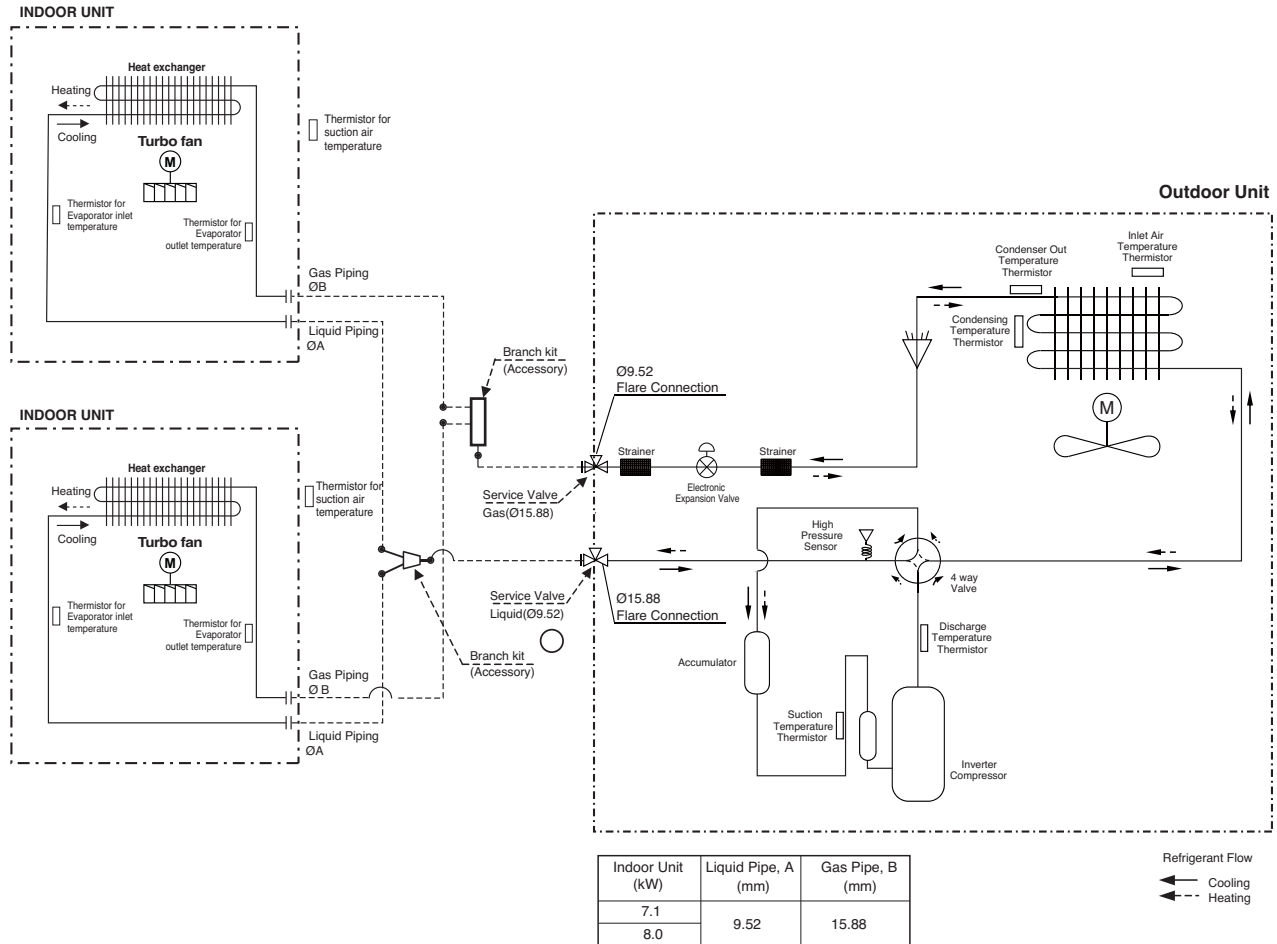 INDOOR UNIT
Heat exchanger
Heating
Cooling
Turbo fan
M
Thermistor for
suction air
temperature
Thermistor for
Evaporator inlet
temperature
Thermistor for
Evaporator
outlet temperature
Gas Piping
ØB
Liquid Piping
ØA
INDOOR UNIT
Heat exchanger
Heating
Cooling
Turbo fan
M
Thermistor for
suction air
temperature
Thermistor for
Evaporator inlet
temperature
Thermistor for
Evaporator
outlet temperature
Gas Piping
Ø B
Liquid Piping
ØA
Branch kit
(Accessory)
Ø9.52
Flare Connection
Service Valve
Gas(Ø15.88)
Service Valve
Liquid(Ø9.52)
Ø15.88
Flare Connection
Branch kit
(Accessory)
Outdoor Unit
Condenser Out
Temperature
Thermistor
Inlet Air
Temperature
Thermistor
Condensing
Temperature
Thermistor
M
Strainer
Electronic
Expansion Valve
Strainer
High
Pressure
Sensor
4 way
Valve
Discharge
Temperature
Thermistor
Accumulator
Suction
Temperature
Thermistor
Inverter
Compressor
Indoor Unit
(kW)
Liquid Pipe, A
(mm)
Gas Pipe, B
(mm)
7.1
8.0
9.52
15.88
Refrigerant Flow
Cooling
Heating